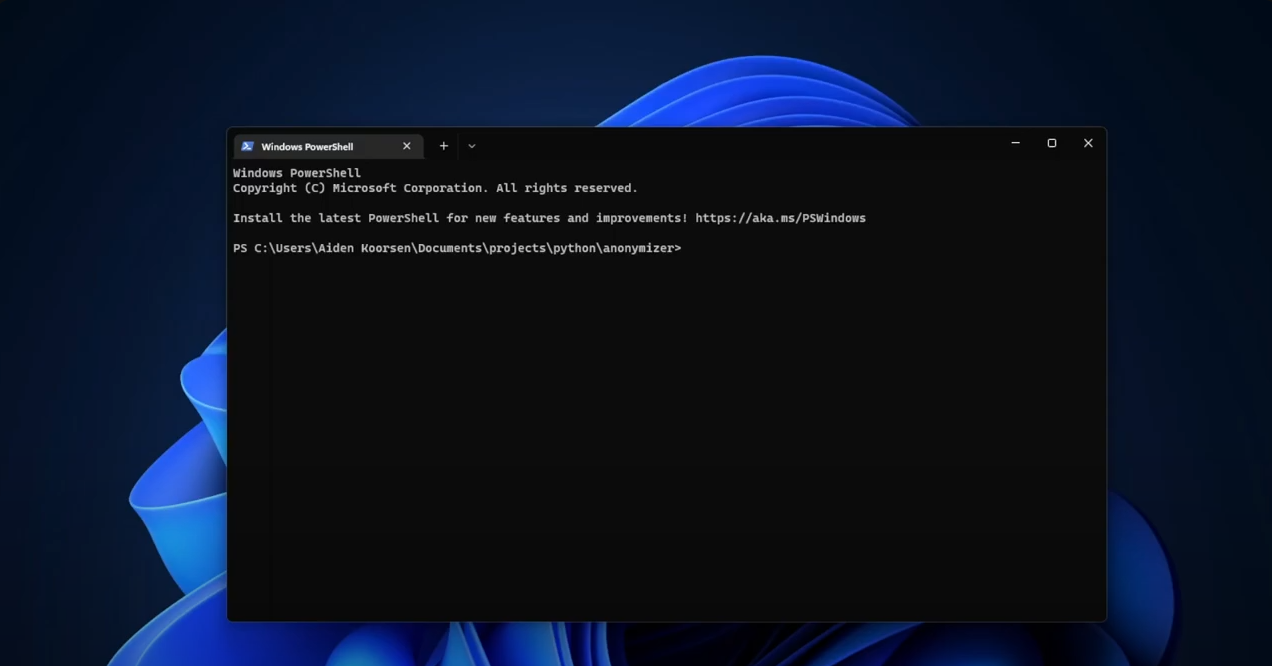 Windows PowerShell
Windows PowerShell
Copyright (C) Microsoft Corporation. All rights reserved.
Install the latest PowerShell for new features and improvements! https://aka.ms/PSWindows
PS C:\Users\Aiden Koorsen\Documents\projects\python\anonymizer>